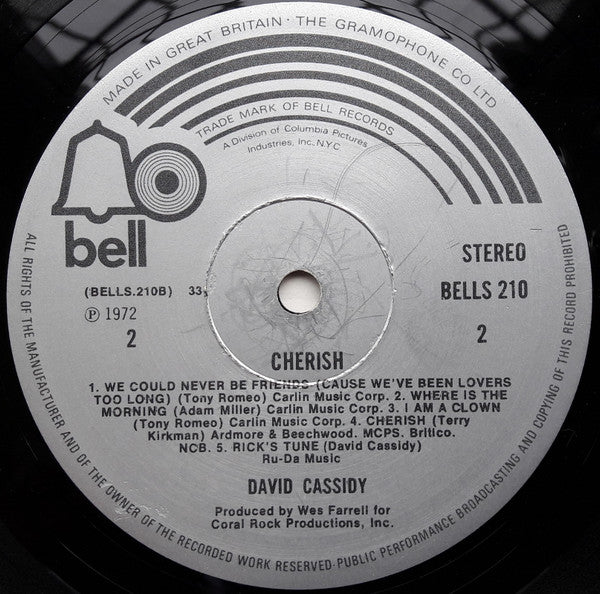 MADE IN GREAT BRITAIN · THE GRAMOPHONE CO LTD
TRADE MARK OF BELL RECORDS
A Division of Columbia Pictures
Industries, Inc. NYC
bell
STEREO
(BELLS.210B) 33
BELLS 210
℗ 1972
2
2
CHERISH
1. WE COULD NEVER BE FRIENDS (CAUSE WE'VE BEEN LOVERS
TOO LONG) (Tony Romeo) Carlin Music Corp. 2. WHERE IS THE
MORNING (Adam Miller) Carlin Music Corp. 3. I AM A CLOWN
(Tony Romeo) Carlin Music Corp. 4. CHERISH (Terry
Kirkman) Ardmore & Beechwood. MCPS. Britico.
NCB. 5. RICK'S TUNE (David Cassidy)
Ru-Da Music
DAVID CASSIDY
Produced by Wes Farrell for
Coral Rock Productions, Inc.
ALL RIGHTS OF THE MANUFACTURER AND OF THE OWNER OF THE RECORDED WORK RESERVED·PUBLIC PERFORMANCE BROADCASTING AND COPYING OF THIS RECORD PROHIBITED